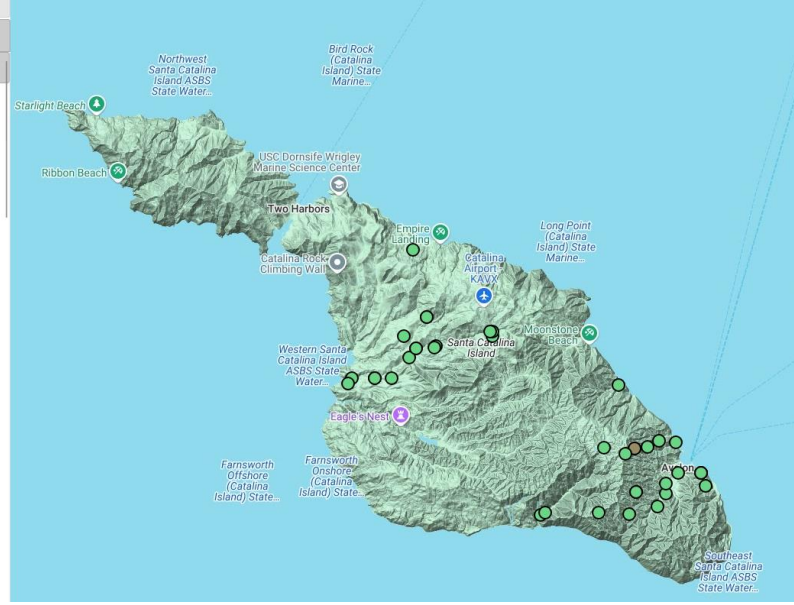 Bird Rock
(Catalina
Island) State
Marine...
Northwest
Santa Catalina
Island ASBS
State Water...
Starlight Beach
Ribbon Beach
USC Dornsife Wrigley
Marine Science Center
Two Harbors
Empire
Landing
Long Point
(Catalina
Island) State
Marine...
Catalina Rock
Climbing Wall
Catalina
Airport-
KAVX
Moonstone
Beach
Santa Catalina
Island
Western Santa
Catalina Island
ASBS State
Water...
Eagle's Nest
Farnsworth
Offshore
(Catalina
Island) State...
Farnsworth
Onshore
(Catalina
Island) State...
Avalon
Southeast
Santa Catalina
Island ASBS
State Water...